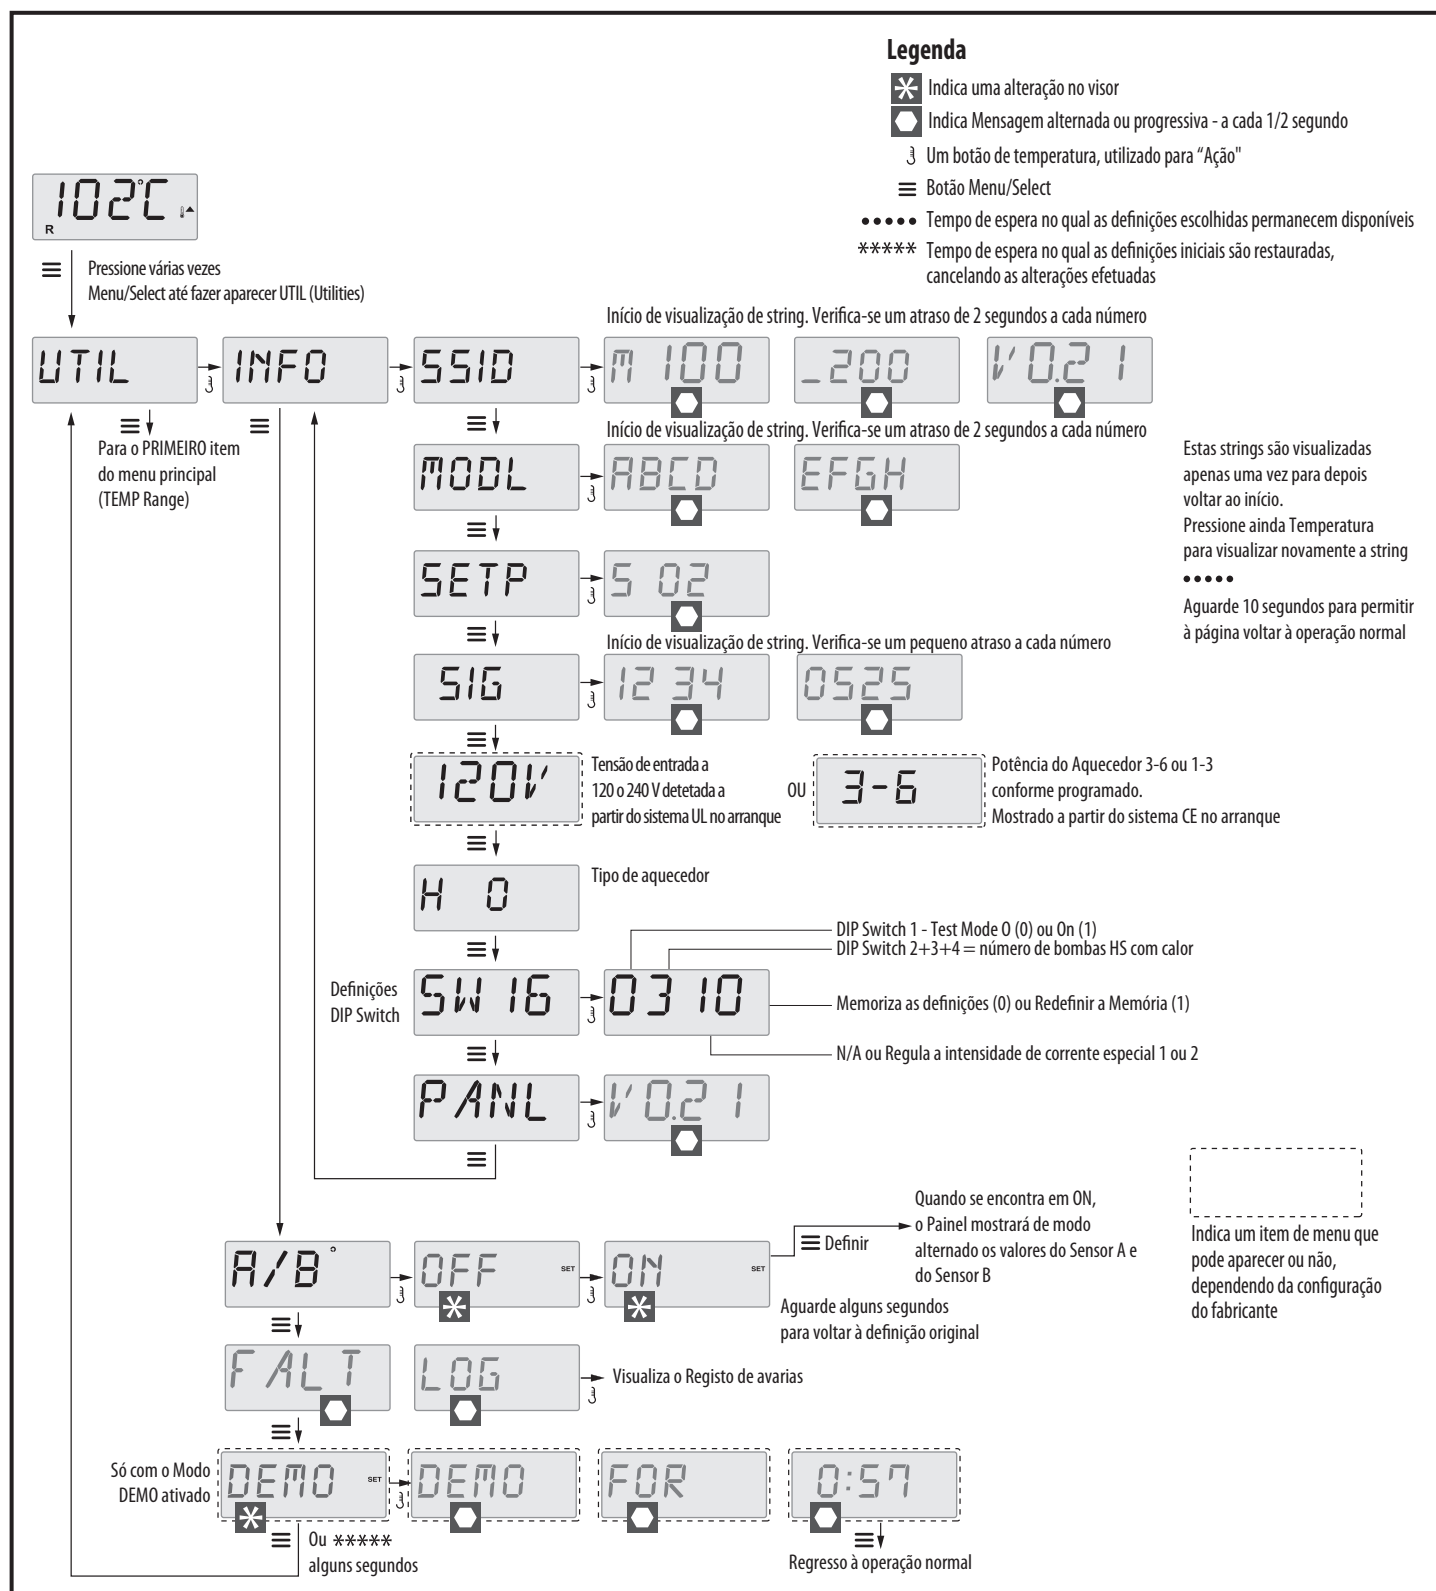 Legenda
Indica uma alteração no visor
Indica Mensagem alternada ou progressiva - a cada 1/2 segundo
Um botão de temperatura, utilizado para “Ação"
Botão Menu/Select
••••• Tempo de espera no qual as definições escolhidas permanecem disponíveis
***** Tempo de espera no qual as definições iniciais são restauradas,
cancelando as alterações efetuadas
102°C
R
Pressione várias vezes
Menu/Select até fazer aparecer UTIL (Utilities)
Início de visualização de string. Verifica-se um atraso de 2 segundos a cada número
UTIL
INFO
SSID
M 100
_200
V 0.21
Para o PRIMEIRO item
do menu principal
(TEMP Range)
Início de visualização de string. Verifica-se um atraso de 2 segundos a cada número
MODL
ABCD
EFGH
Estas strings são visualizadas
apenas uma vez para depois
voltar ao início.
Pressione ainda Temperatura
para visualizar novamente a string
•••••
Aguarde 10 segundos para permitir
à página voltar à operação normal
SETP
S 02
Início de visualização de string. Verifica-se um pequeno atraso a cada número
SIG
1234
0525
120V
Tensão de entrada a
120 o 240 V detetada a
partir do sistema UL no arranque
OU
3-6
Potência do Aquecedor 3-6 ou 1-3
conforme programado.
Mostrado a partir do sistema CE no arranque
H 0
Tipo de aquecedor
DIP Switch 1 - Test Mode O (0) ou On (1)
DIP Switch 2+3+4 = número de bombas HS com calor
Definições
DIP Switch
SW 16
0310
Memoriza as definições (0) ou Redefinir a Memória (1)
N/A ou Regula a intensidade de corrente especial 1 ou 2
PANL
V 0.21
Indica um item de menu que
pode aparecer ou não,
dependendo da configuração
do fabricante
A/B°
OFF SET
ON SET
Definir
Quando se encontra em ON,
o Painel mostrará de modo
alternado os valores do Sensor A e
do Sensor B
Aguarde alguns segundos
para voltar à definição original
FALT
LOG
Visualiza o Registo de avarias
Só com o Modo
DEMO ativado
DEMO SET
DEMO
FOR
0:57
Ou *****
alguns segundos
Regresso à operação normal